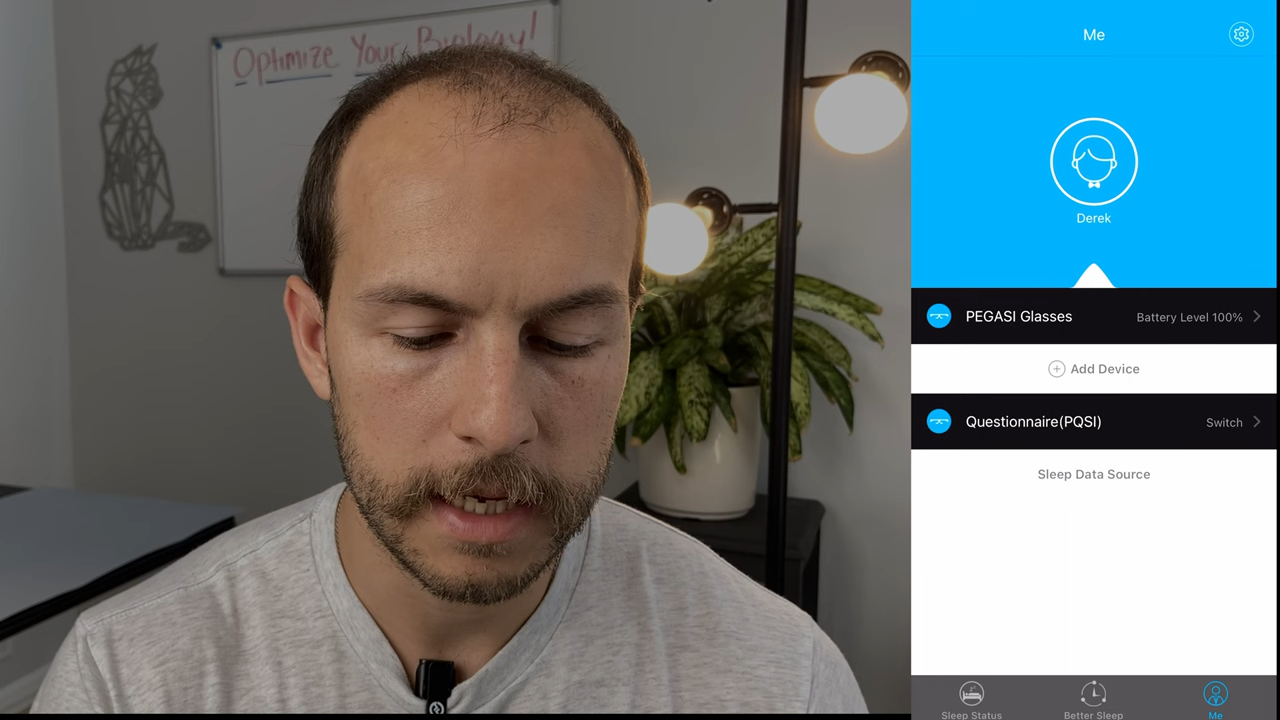 Optimize Your Biology!
Me
Derek
PEGASI Glasses
Battery Level 100%
Add Device
Questionnaire(PQSI)
Switch
Sleep Data Source
Sleep Status
Better Sleep
Me